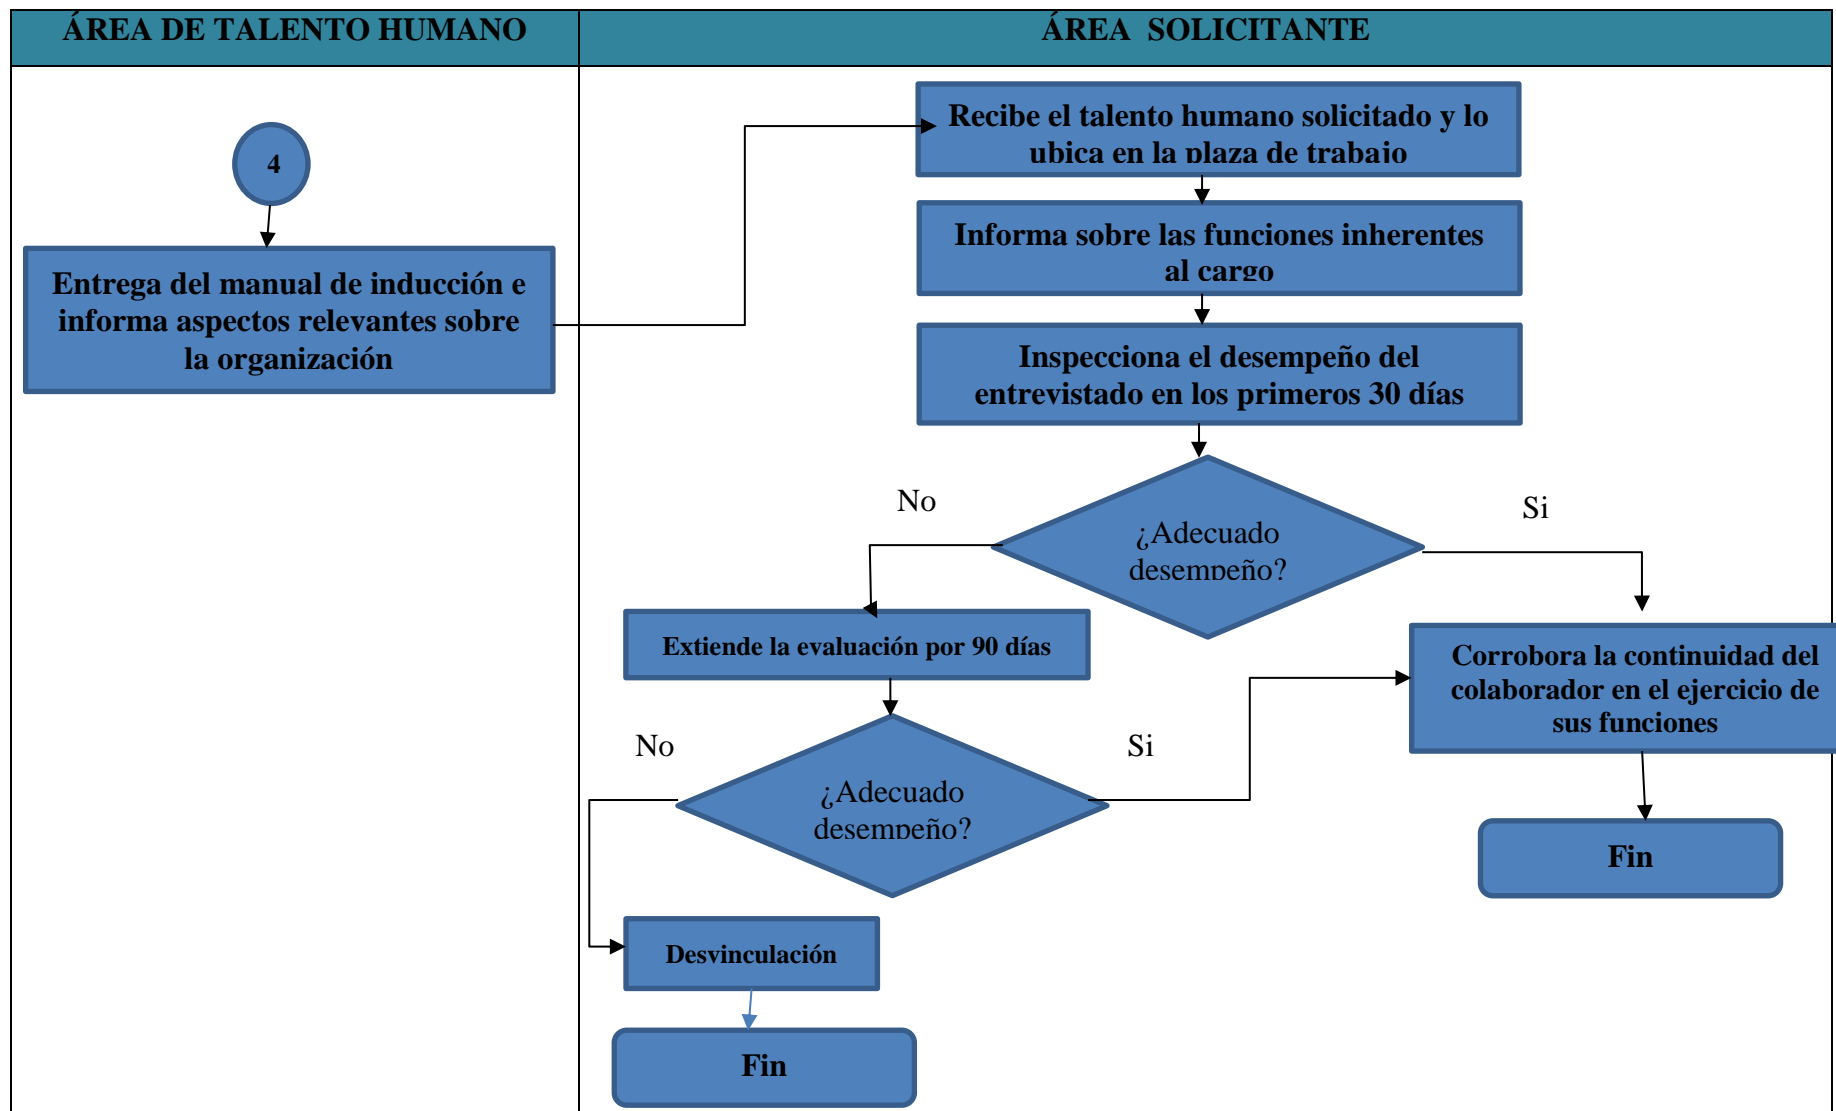 ÁREA DE TALENTO HUMANO
ÁREA SOLICITANTE
4
Entrega del manual de inducción e
informa aspectos relevantes sobre
la organización
Recibe el talento humano solicitado y lo
ubica en la plaza de trabajo
Informa sobre las funciones inherentes
al cargo
Inspecciona el desempeño del
entrevistado en los primeros 30 días
No
Si
¿Adecuado
desempeño?
Extiende la evaluación por 90 días
Corrobora la continuidad del
colaborador en el ejercicio de
sus funciones
No
Si
¿Adecuado
desempeño?
Fin
Desvinculación
Fin